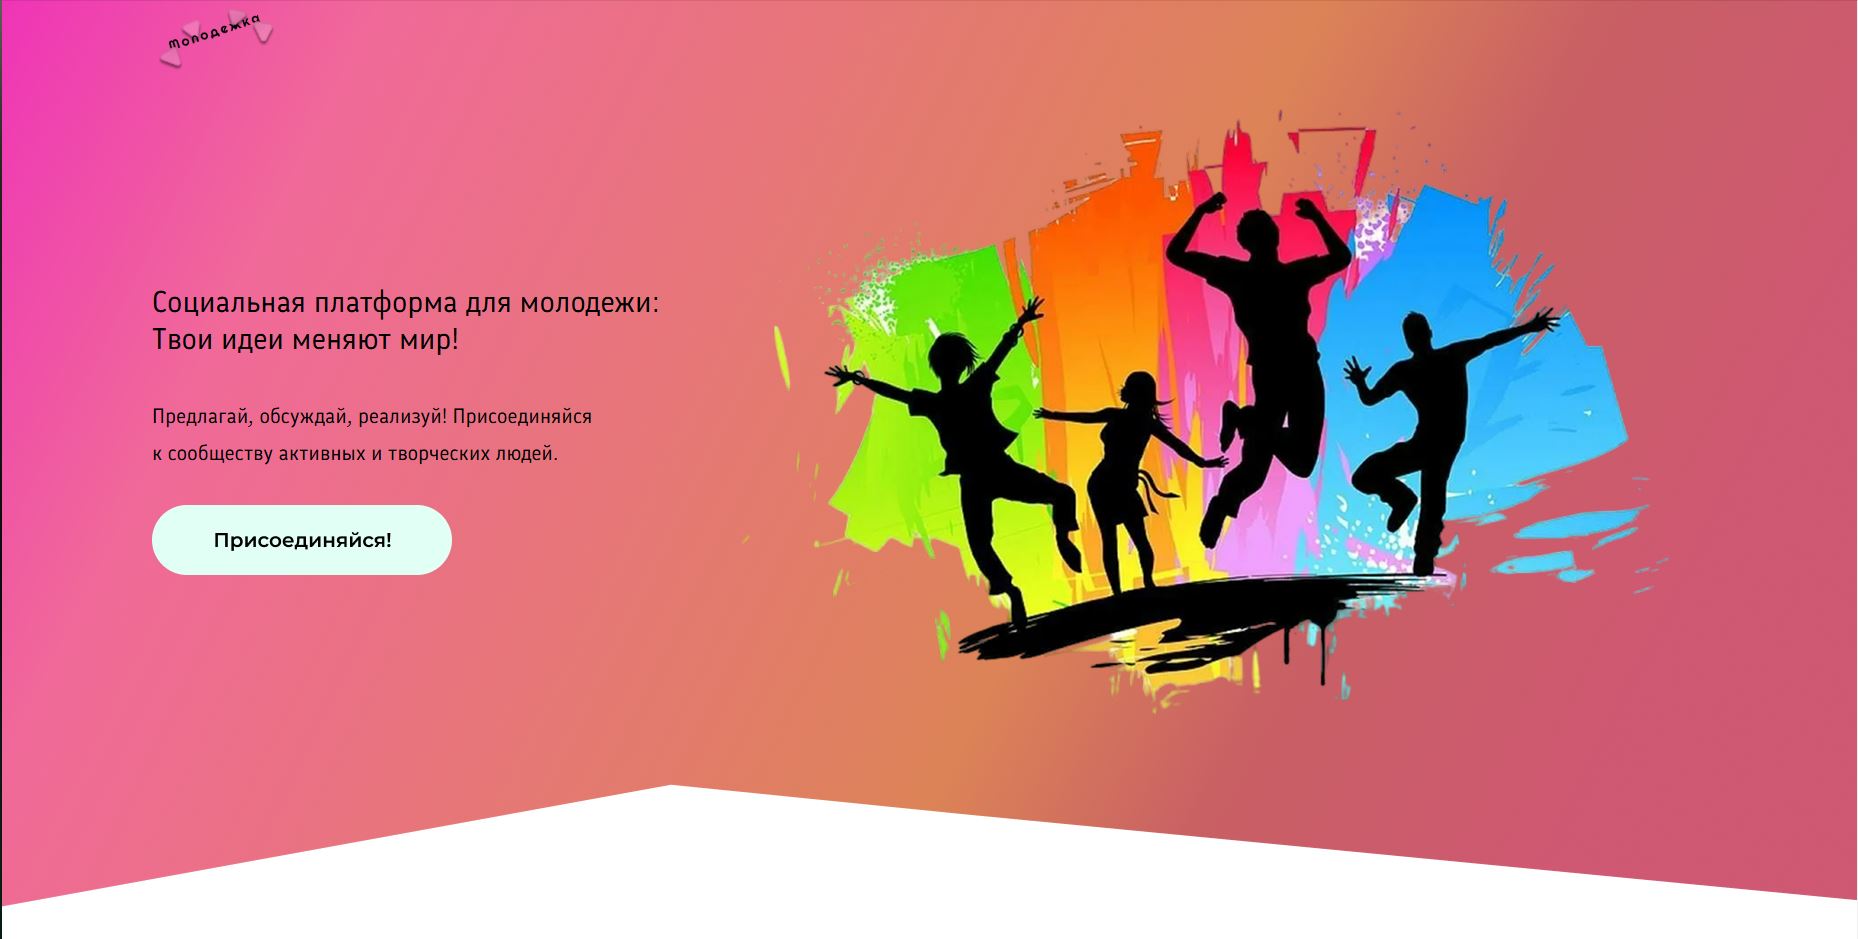 молодежка
Социальная платформа для молодежи:
Твои идеи меняют мир!
Предлагай, обсуждай, реализуй! Присоединяйся
к сообществу активных и творческих людей.
Присоединяйся!